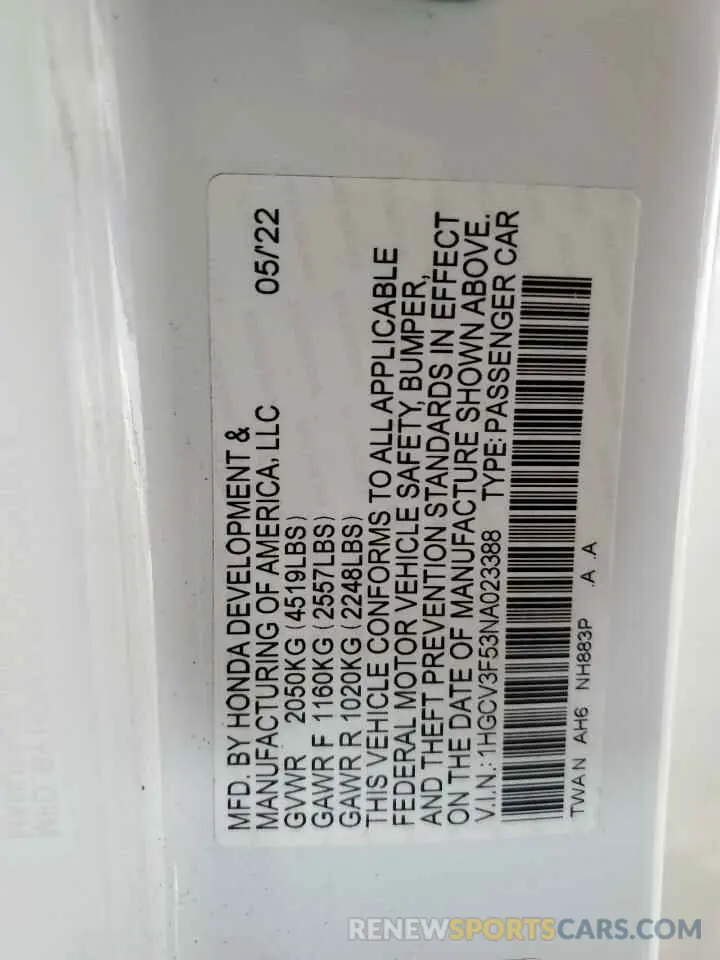 MFD. BY HONDA DEVELOPMENT &
MANUFACTURING OF AMERICA, LLC 05/'22
GVWR 2050KG (4519LBS)
GAWR F 1160KG (2557LBS)
GAWR R 1020KG (2248LBS)
THIS VEHICLE CONFORMS TO ALL APPLICABLE
FEDERAL MOTOR VEHICLE SAFETY, BUMPER,
AND THEFT PREVENTION STANDARDS IN EFFECT
ON THE DATE OF MANUFACTURE SHOWN ABOVE.
V.I.N.: 1HGCV3F53NA023388 TYPE: PASSENGER CAR
TWAN AH6 NH883P .A .A
RENEWSPORTSCARS.COM